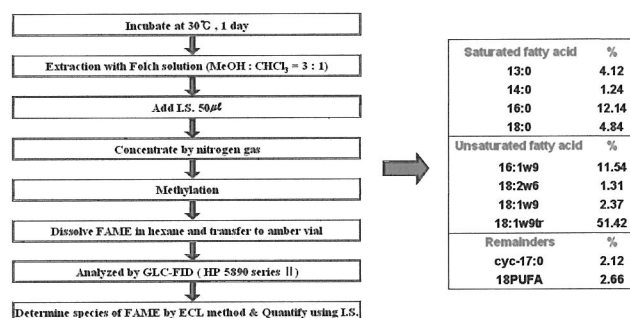 Incubate at 30℃ , 1 day
Extraction with Folch solution (MeOH : CHCl3 = 3 : 1)
Add I.S. 50㎕
Concentrate by nitrogen gas
Methylation
Dissolve FAME in hexane and transfer to amber vial
Analyzed by GLC-FID ( HP 5890 series Ⅱ)
Determine species of FAME by ECL method & Quantify using I.S.
Saturated fatty acid %
13:0 4.12
14:0 1.24
16:0 12.14
18:0 4.84
Unsaturated fatty acid %
16:1w9 11.54
18:2w6 1.31
18:1w9 2.37
18:1w9tr 51.42
Remainders %
cyc-17:0 2.12
18PUFA 2.66